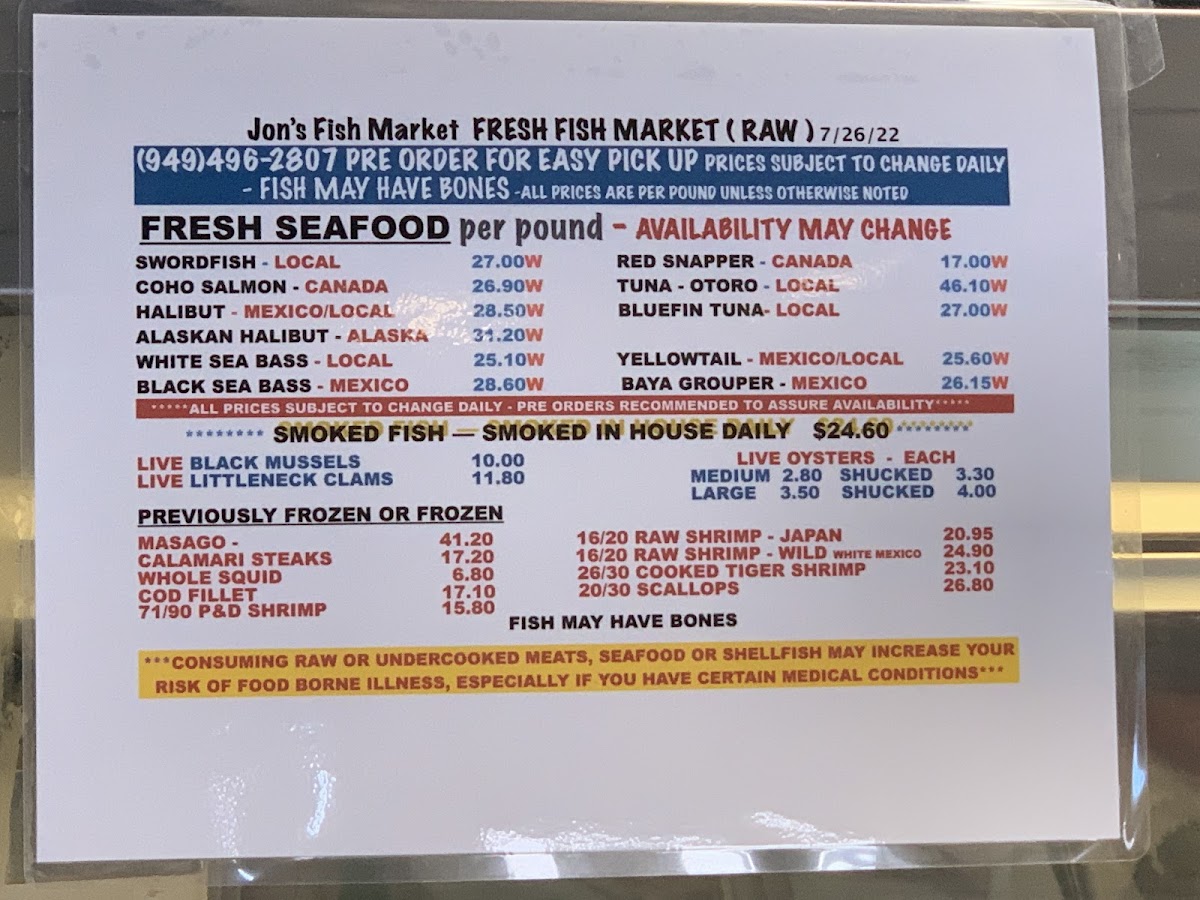 Jon's Fish Market FRESH FISH MARKET ( RAW ) 7/26/22
(949)496-2807 PRE ORDER FOR EASY PICK UP PRICES SUBJECT TO CHANGE DAILY
- FISH MAY HAVE BONES -ALL PRICES ARE PER POUND UNLESS OTHERWISE NOTED
FRESH SEAFOOD per pound - AVAILABILITY MAY CHANGE
SWORDFISH - LOCAL 27.00W RED SNAPPER - CANADA 17.00W
COHO SALMON - CANADA 26.90W TUNA - OTORO - LOCAL 46.10W
HALIBUT - MEXICO/LOCAL 28.50W BLUEFIN TUNA- LOCAL 27.00W
ALASKAN HALIBUT - ALASKA 31.20W
WHITE SEA BASS - LOCAL 25.10W YELLOWTAIL - MEXICO/LOCAL 25.60W
BLACK SEA BASS - MEXICO 28.60W BAYA GROUPER - MEXICO 26.15W
*****ALL PRICES SUBJECT TO CHANGE DAILY - PRE ORDERS RECOMMENDED TO ASSURE AVAILABILITY*****
******** SMOKED FISH — SMOKED IN HOUSE DAILY $24.60 ********
LIVE BLACK MUSSELS 10.00 LIVE OYSTERS - EACH
LIVE LITTLENECK CLAMS 11.80 MEDIUM 2.80 SHUCKED 3.30
LARGE 3.50 SHUCKED 4.00
PREVIOUSLY FROZEN OR FROZEN
MASAGO - 41.20 16/20 RAW SHRIMP - JAPAN 20.95
CALAMARI STEAKS 17.20 16/20 RAW SHRIMP - WILD WHITE MEXICO 24.90
WHOLE SQUID 6.80 26/30 COOKED TIGER SHRIMP 23.10
COD FILLET 17.10 20/30 SCALLOPS 26.80
71/90 P&D SHRIMP 15.80
FISH MAY HAVE BONES
***CONSUMING RAW OR UNDERCOOKED MEATS, SEAFOOD OR SHELLFISH MAY INCREASE YOUR
RISK OF FOOD BORNE ILLNESS, ESPECIALLY IF YOU HAVE CERTAIN MEDICAL CONDITIONS***